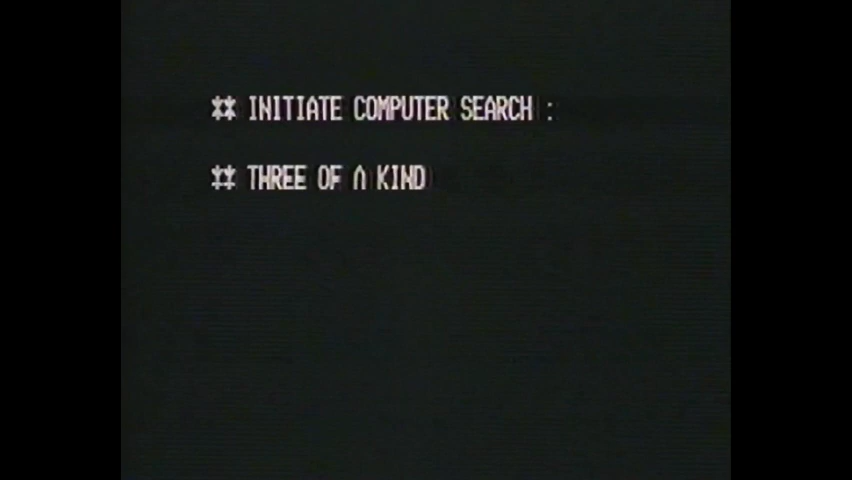 ** INITIATE COMPUTER SEARCH :
** THREE OF A KIND